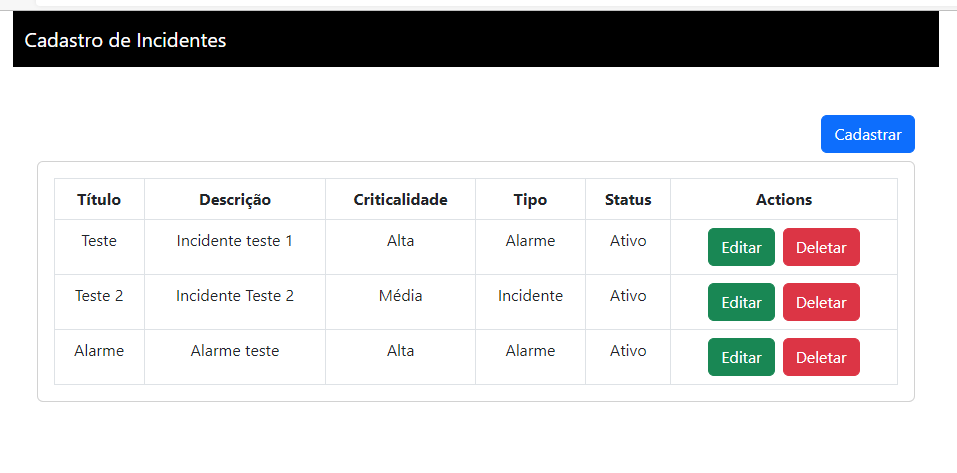 Cadastro de Incidentes
Cadastrar
Título Descrição Criticalidade Tipo Status Actions
Teste Incidente teste 1 Alta Alarme Ativo Editar Deletar
Teste 2 Incidente Teste 2 Média Incidente Ativo Editar Deletar
Alarme Alarme teste Alta Alarme Ativo Editar Deletar